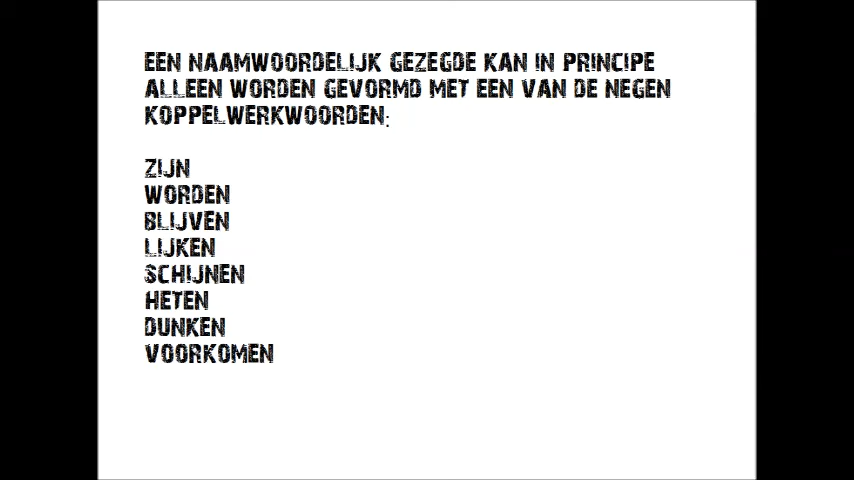 EEN NAAMWOORDELIJK GEZEGDE KAN IN PRINCIPE
ALLEEN WORDEN GEVORMD MET EEN VAN DE NEGEN
KOPPELWERKWOORDEN:
ZIJN
WORDEN
BLIJVEN
LIJKEN
SCHIJNEN
HETEN
DUNKEN
VOORKOMEN